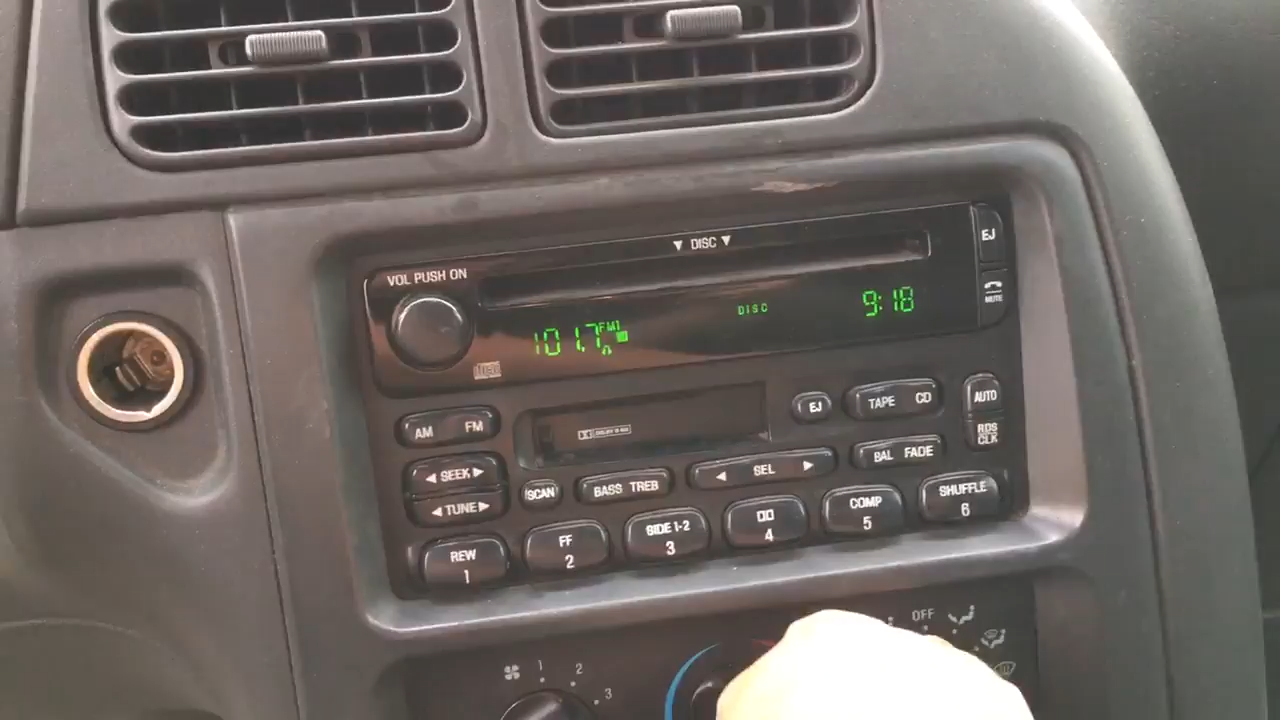 ▼ DISC ▼
EJ
VOL PUSH ON
MUTE
101.7 FM1
DISC
9:18
AM FM
EJ
TAPE CD
AUTO
◀ SEEK ▶
SCAN
BASS TREB
◀ SEL ▶
BAL FADE
RDS
CLK
◀ TUNE ▶
REW
1
FF
2
SIDE 1-2
3
4
COMP
5
SHUFFLE
6
1
2
3
OFF